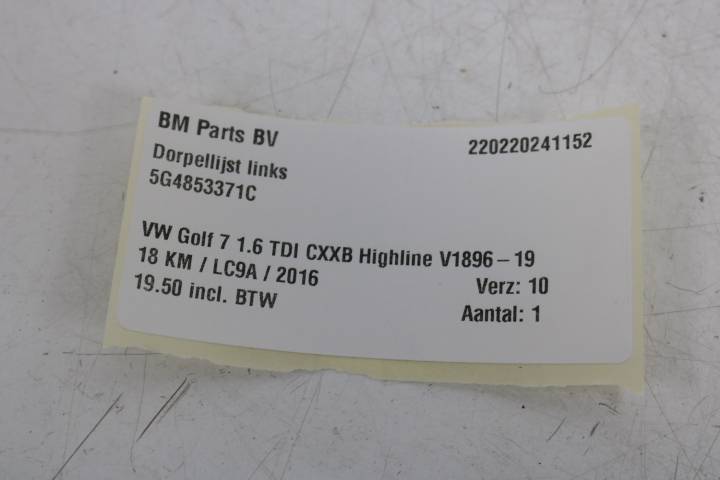 BM Parts BV
220220241152
Dorpellijst links
5G4853371C
VW Golf 7 1.6 TDI CXXB Highline V1896-19
18 KM / LC9A / 2016
Verz: 10
19.50 incl. BTW
Aantal: 1